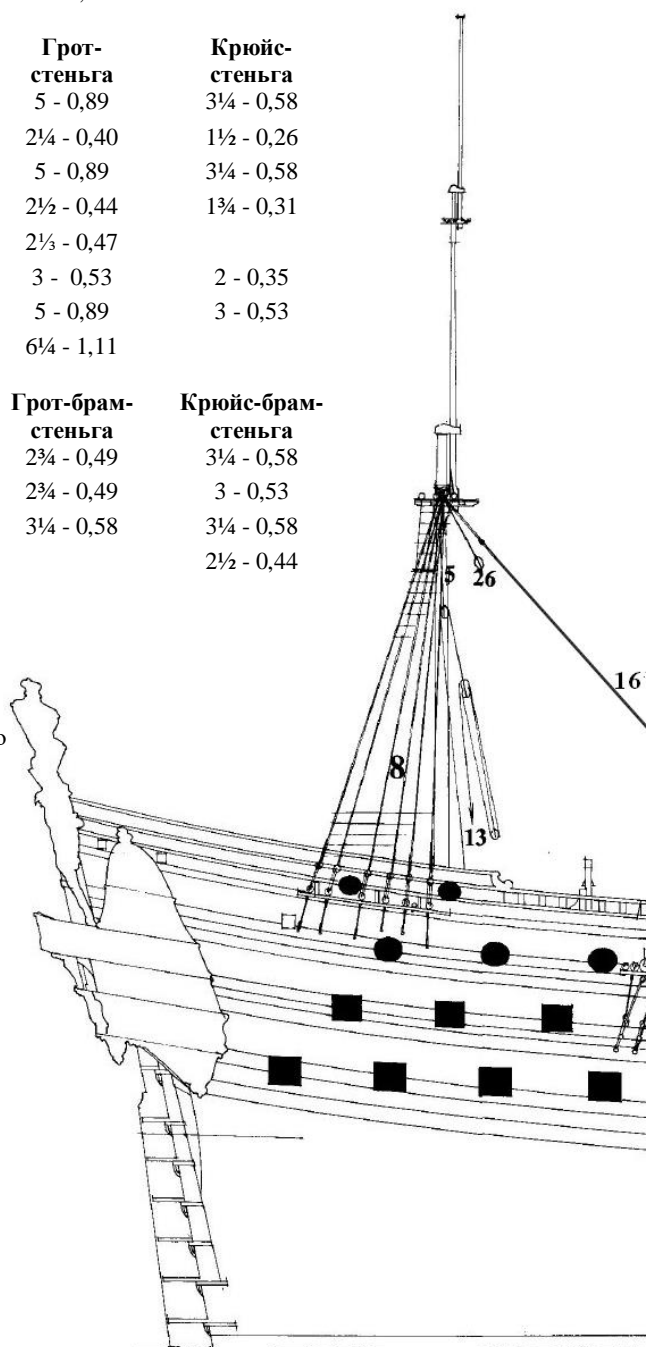 Грот- Крюйс-
стеньга стеньга
5 - 0,89 3¼ - 0,58
2¼ - 0,40 1½ - 0,26
5 - 0,89 3¼ - 0,58
2½ - 0,44 1¾ - 0,31
2⅓ - 0,47
3 - 0,53 2 - 0,35
5 - 0,89 3 - 0,53
6¼ - 1,11
Грот-брам- Крюйс-брам-
стеньга стеньга
2¾ - 0,49 3¼ - 0,58
2¾ - 0,49 3 - 0,53
3¼ - 0,58 3¼ - 0,58
2½ - 0,44
5 26
16
8
13